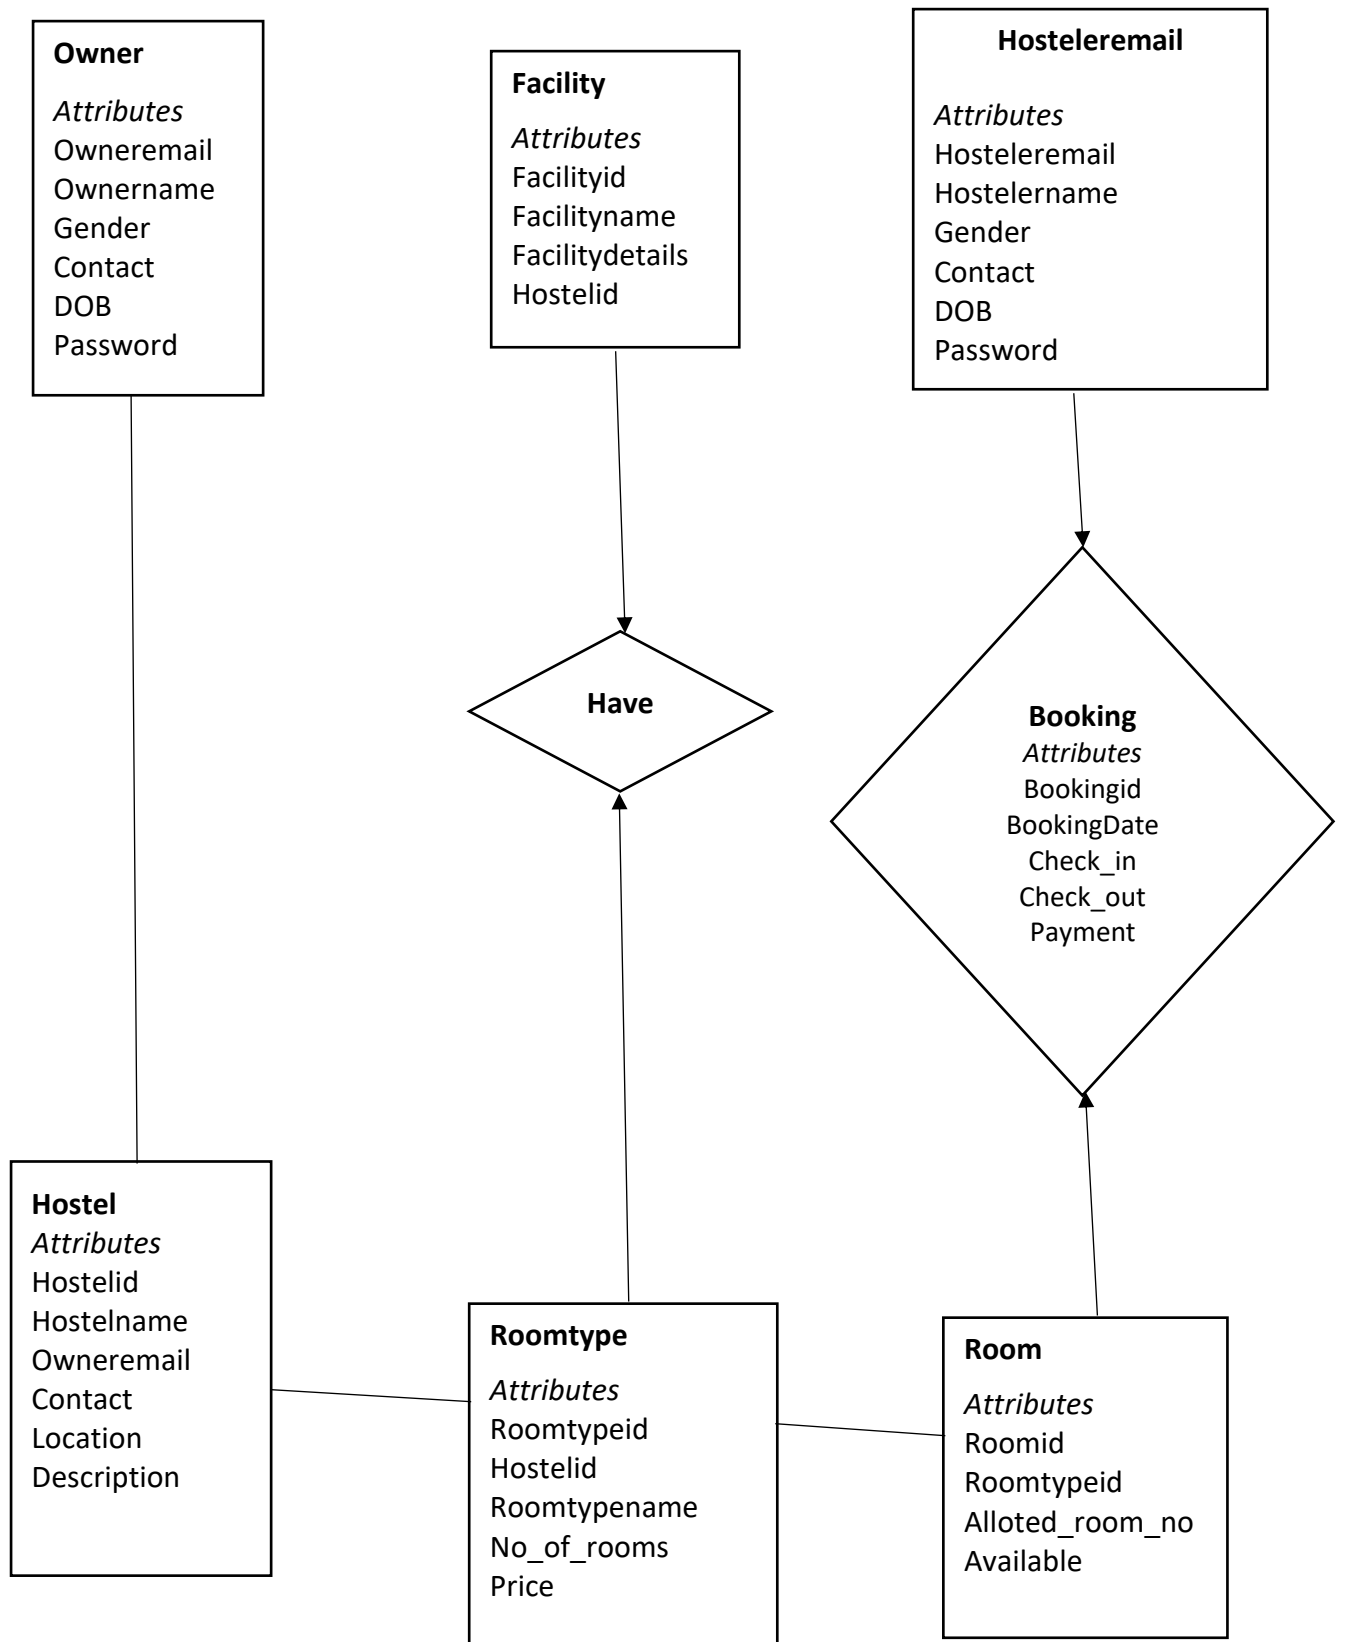 Owner
Attributes
Owneremail
Ownername
Gender
Contact
DOB
Password
Facility
Attributes
Facilityid
Facilityname
Facilitydetails
Hostelid
Hosteleremail
Attributes
Hosteleremail
Hostelername
Gender
Contact
DOB
Password
Have
Booking
Attributes
Bookingid
BookingDate
Check_in
Check_out
Payment
Hostel
Attributes
Hostelid
Hostelname
Owneremail
Contact
Location
Description
Roomtype
Attributes
Roomtypeid
Hostelid
Roomtypename
No_of_rooms
Price
Room
Attributes
Roomid
Roomtypeid
Alloted_room_no
Available